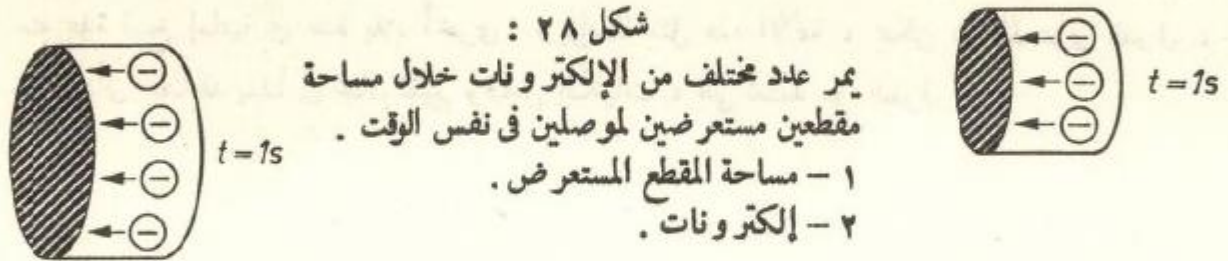 شكل ٢٨ :
يمر عدد مختلف من الإلكترونات خلال مساحة
مقطعين مستعرضين لموصلين فى نفس الوقت .
١ – مساحة المقطع المستعرض .
٢ – إلكترونات .
t = 1s
t = 1s